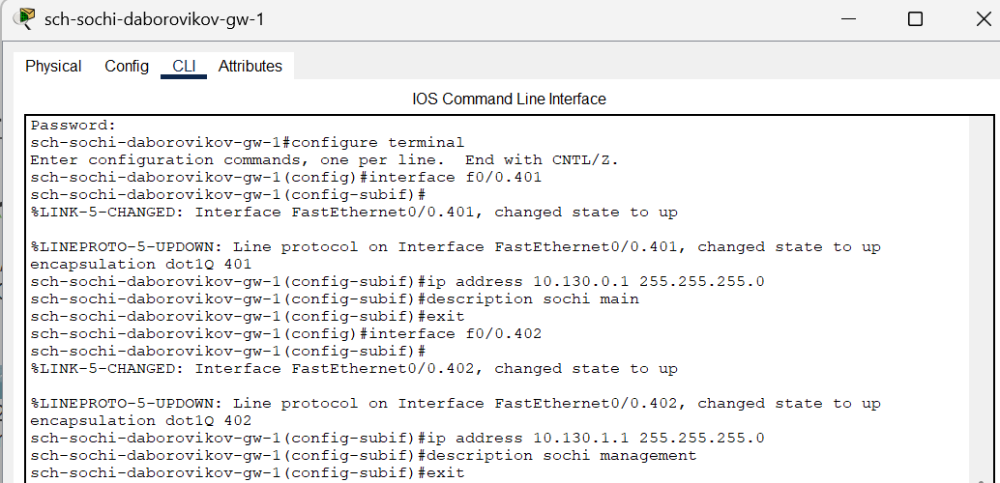 sch-sochi-daborovikov-gw-1
Physical Config CLI Attributes
IOS Command Line Interface
Password:
sch-sochi-daborovikov-gw-1#configure terminal
Enter configuration commands, one per line.  End with CNTL/Z.
sch-sochi-daborovikov-gw-1(config)#interface f0/0.401
sch-sochi-daborovikov-gw-1(config-subif)#
%LINK-5-CHANGED: Interface FastEthernet0/0.401, changed state to up
%LINEPROTO-5-UPDOWN: Line protocol on Interface FastEthernet0/0.401, changed state to up
encapsulation dot1Q 401
sch-sochi-daborovikov-gw-1(config-subif)#ip address 10.130.0.1 255.255.255.0
sch-sochi-daborovikov-gw-1(config-subif)#description sochi main
sch-sochi-daborovikov-gw-1(config-subif)#exit
sch-sochi-daborovikov-gw-1(config)#interface f0/0.402
sch-sochi-daborovikov-gw-1(config-subif)#
%LINK-5-CHANGED: Interface FastEthernet0/0.402, changed state to up
%LINEPROTO-5-UPDOWN: Line protocol on Interface FastEthernet0/0.402, changed state to up
encapsulation dot1Q 402
sch-sochi-daborovikov-gw-1(config-subif)#ip address 10.130.1.1 255.255.255.0
sch-sochi-daborovikov-gw-1(config-subif)#description sochi management
sch-sochi-daborovikov-gw-1(config-subif)#exit